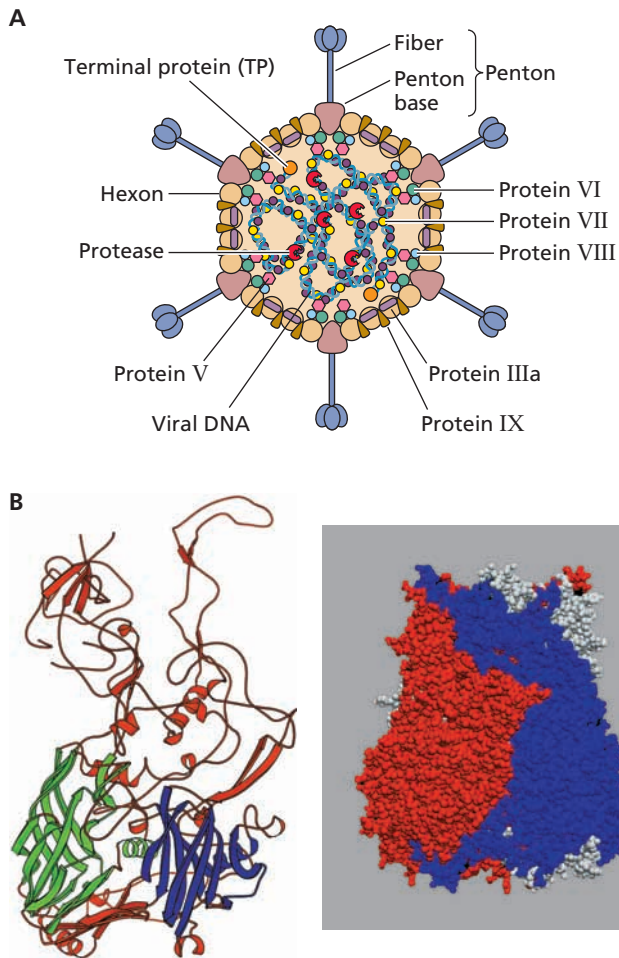 A
Fiber
Terminal protein (TP)
Penton
Penton
base
Hexon
Protein VI
Protein VII
Protease
Protein VIII
Protein V
Protein IIIa
Viral DNA
Protein IX
B